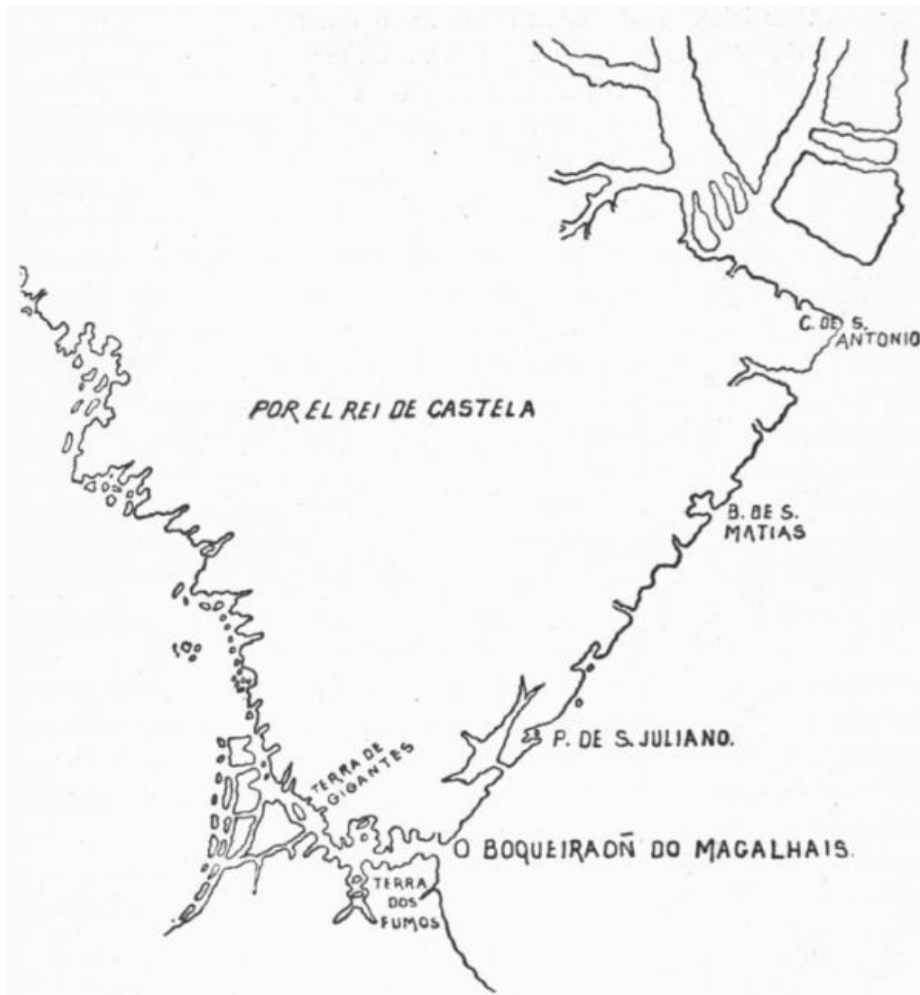 C. DE S.
ANTONIO
POR EL REI DE CASTELA
B. DE S.
MATIAS
P. DE S. JULIANO.
TERRA DE
GIGANTES
O BOQUEIRAOÑ DO MAGALHAIS.
TERRA
DOS
FUMOS